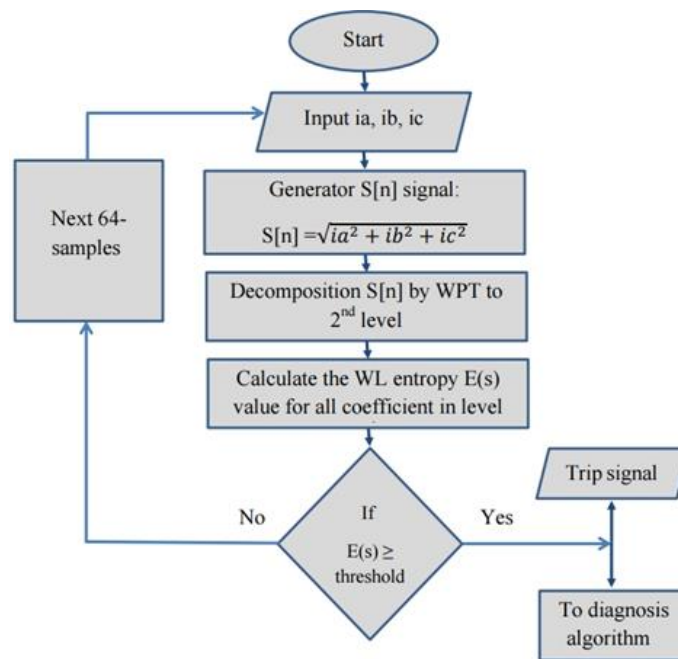 Start
Input ia, ib, ic
Generator S[n] signal:
S[n] =√ia² + ib² + ic²
Decomposition S[n] by WPT to
2nd level
Calculate the WL entropy E(s)
value for all coefficient in level
If
E(s) ≥
threshold
No
Yes
Next 64-
samples
Trip signal
To diagnosis
algorithm